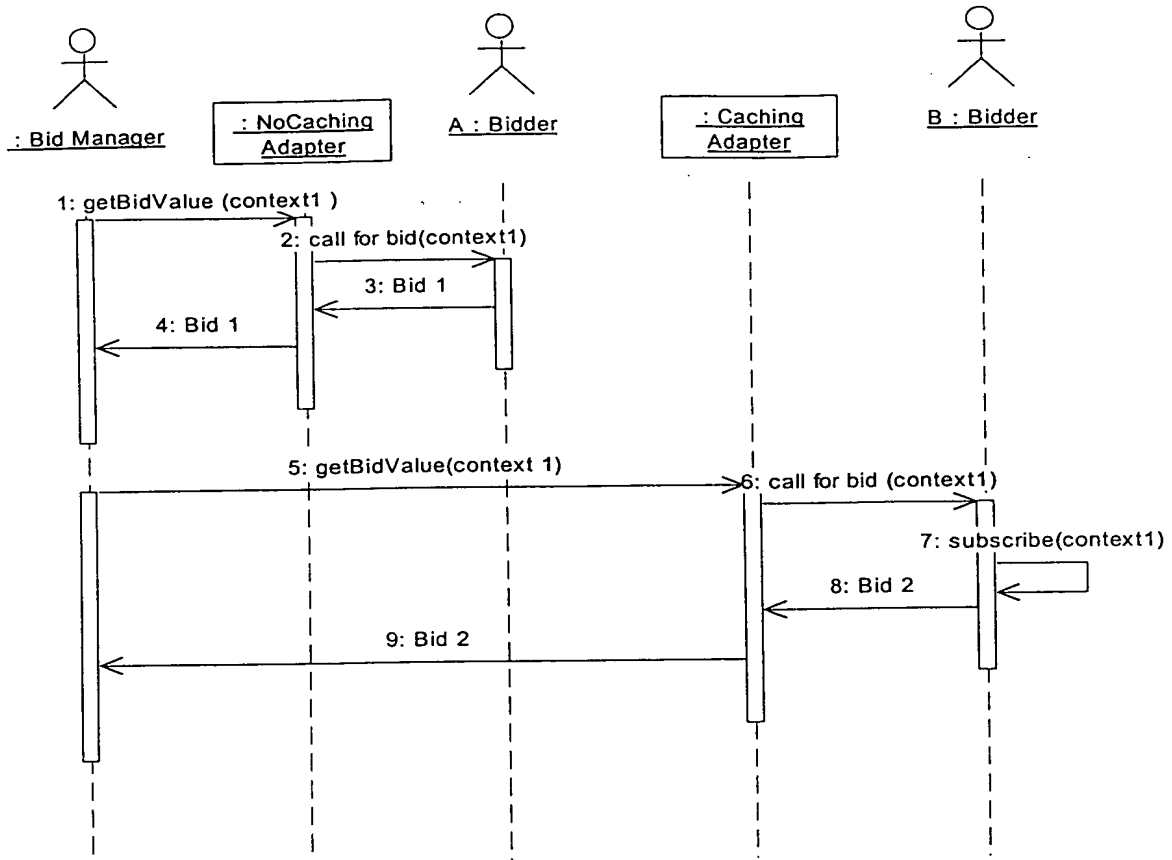 : Bid Manager
: NoCaching
Adapter
A : Bidder
: Caching
Adapter
B : Bidder
1: getBidValue (context1 )
2: call for bid(context1)
3: Bid 1
4: Bid 1
5: getBidValue(context 1)
6: call for bid (context1)
7: subscribe(context1)
8: Bid 2
9: Bid 2